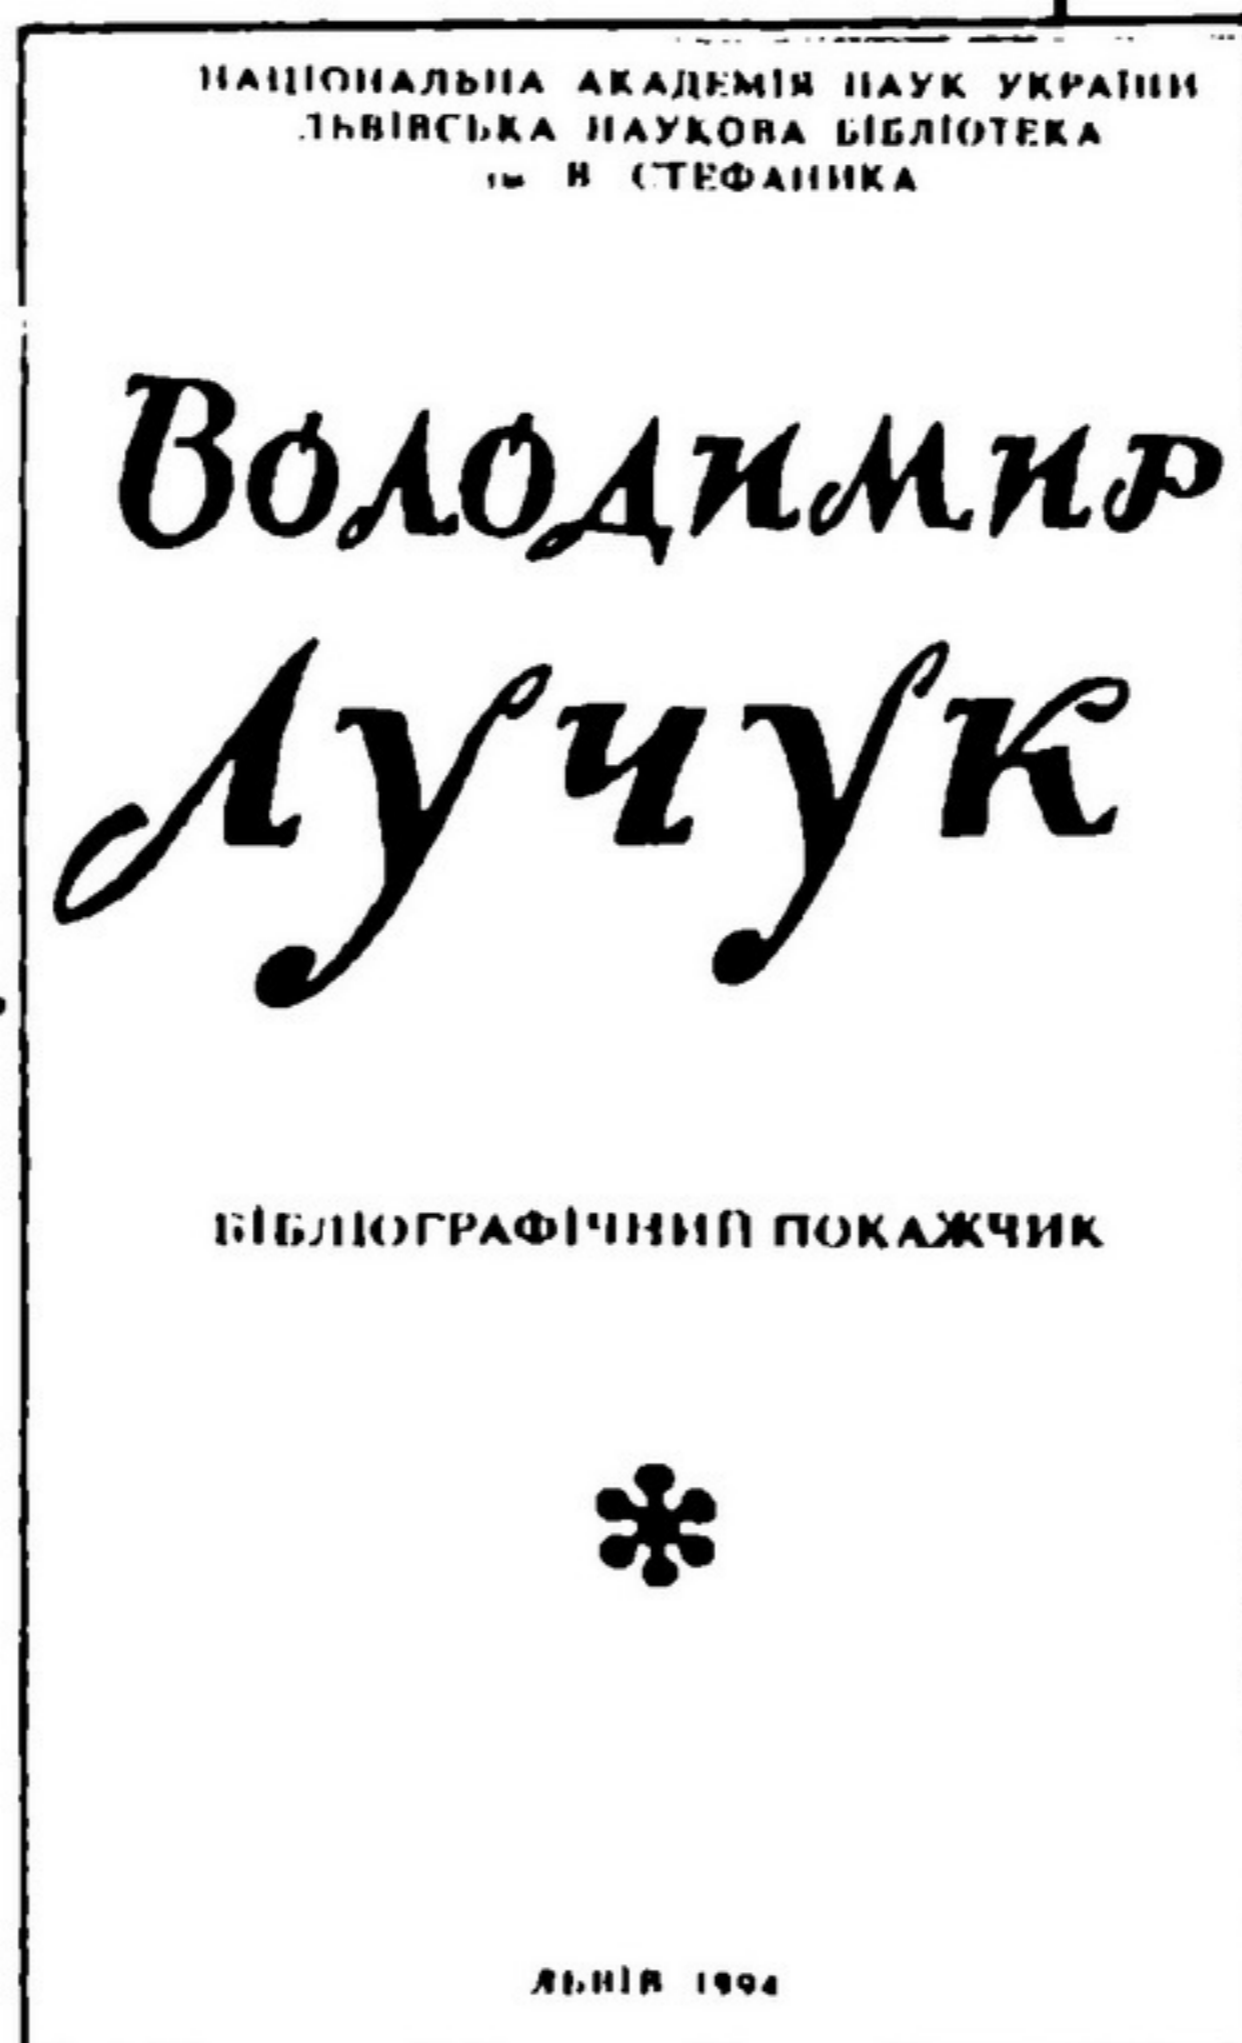 НАЦІОНАЛЬНА АКАДЕМІЯ НАУК УКРАЇНИ
ЛЬВІВСЬКА НАУКОВА БІБЛІОТЕКА
ім В СТЕФАНИКА
Володимир
Лучук
БІБЛІОГРАФІЧНИЙ ПОКАЖЧИК
ЛЬВІВ 1994